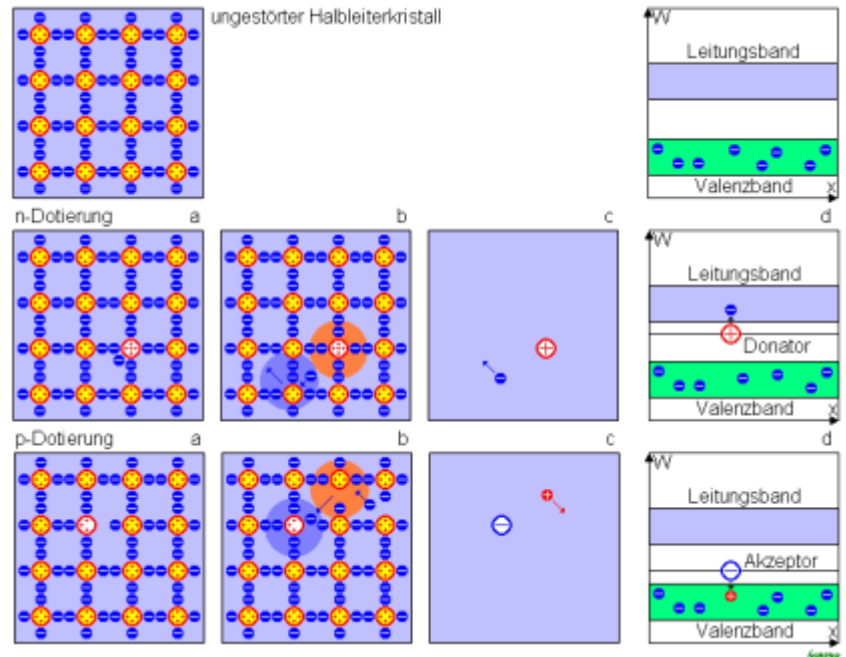 ungestörter Halbleiterkristall
W
Leitungsband
Valenzband
x
n-Dotierung a b c d
W
Leitungsband
Donator
Valenzband
x
p-Dotierung a b c d
W
Leitungsband
Akzeptor
Valenzband
x